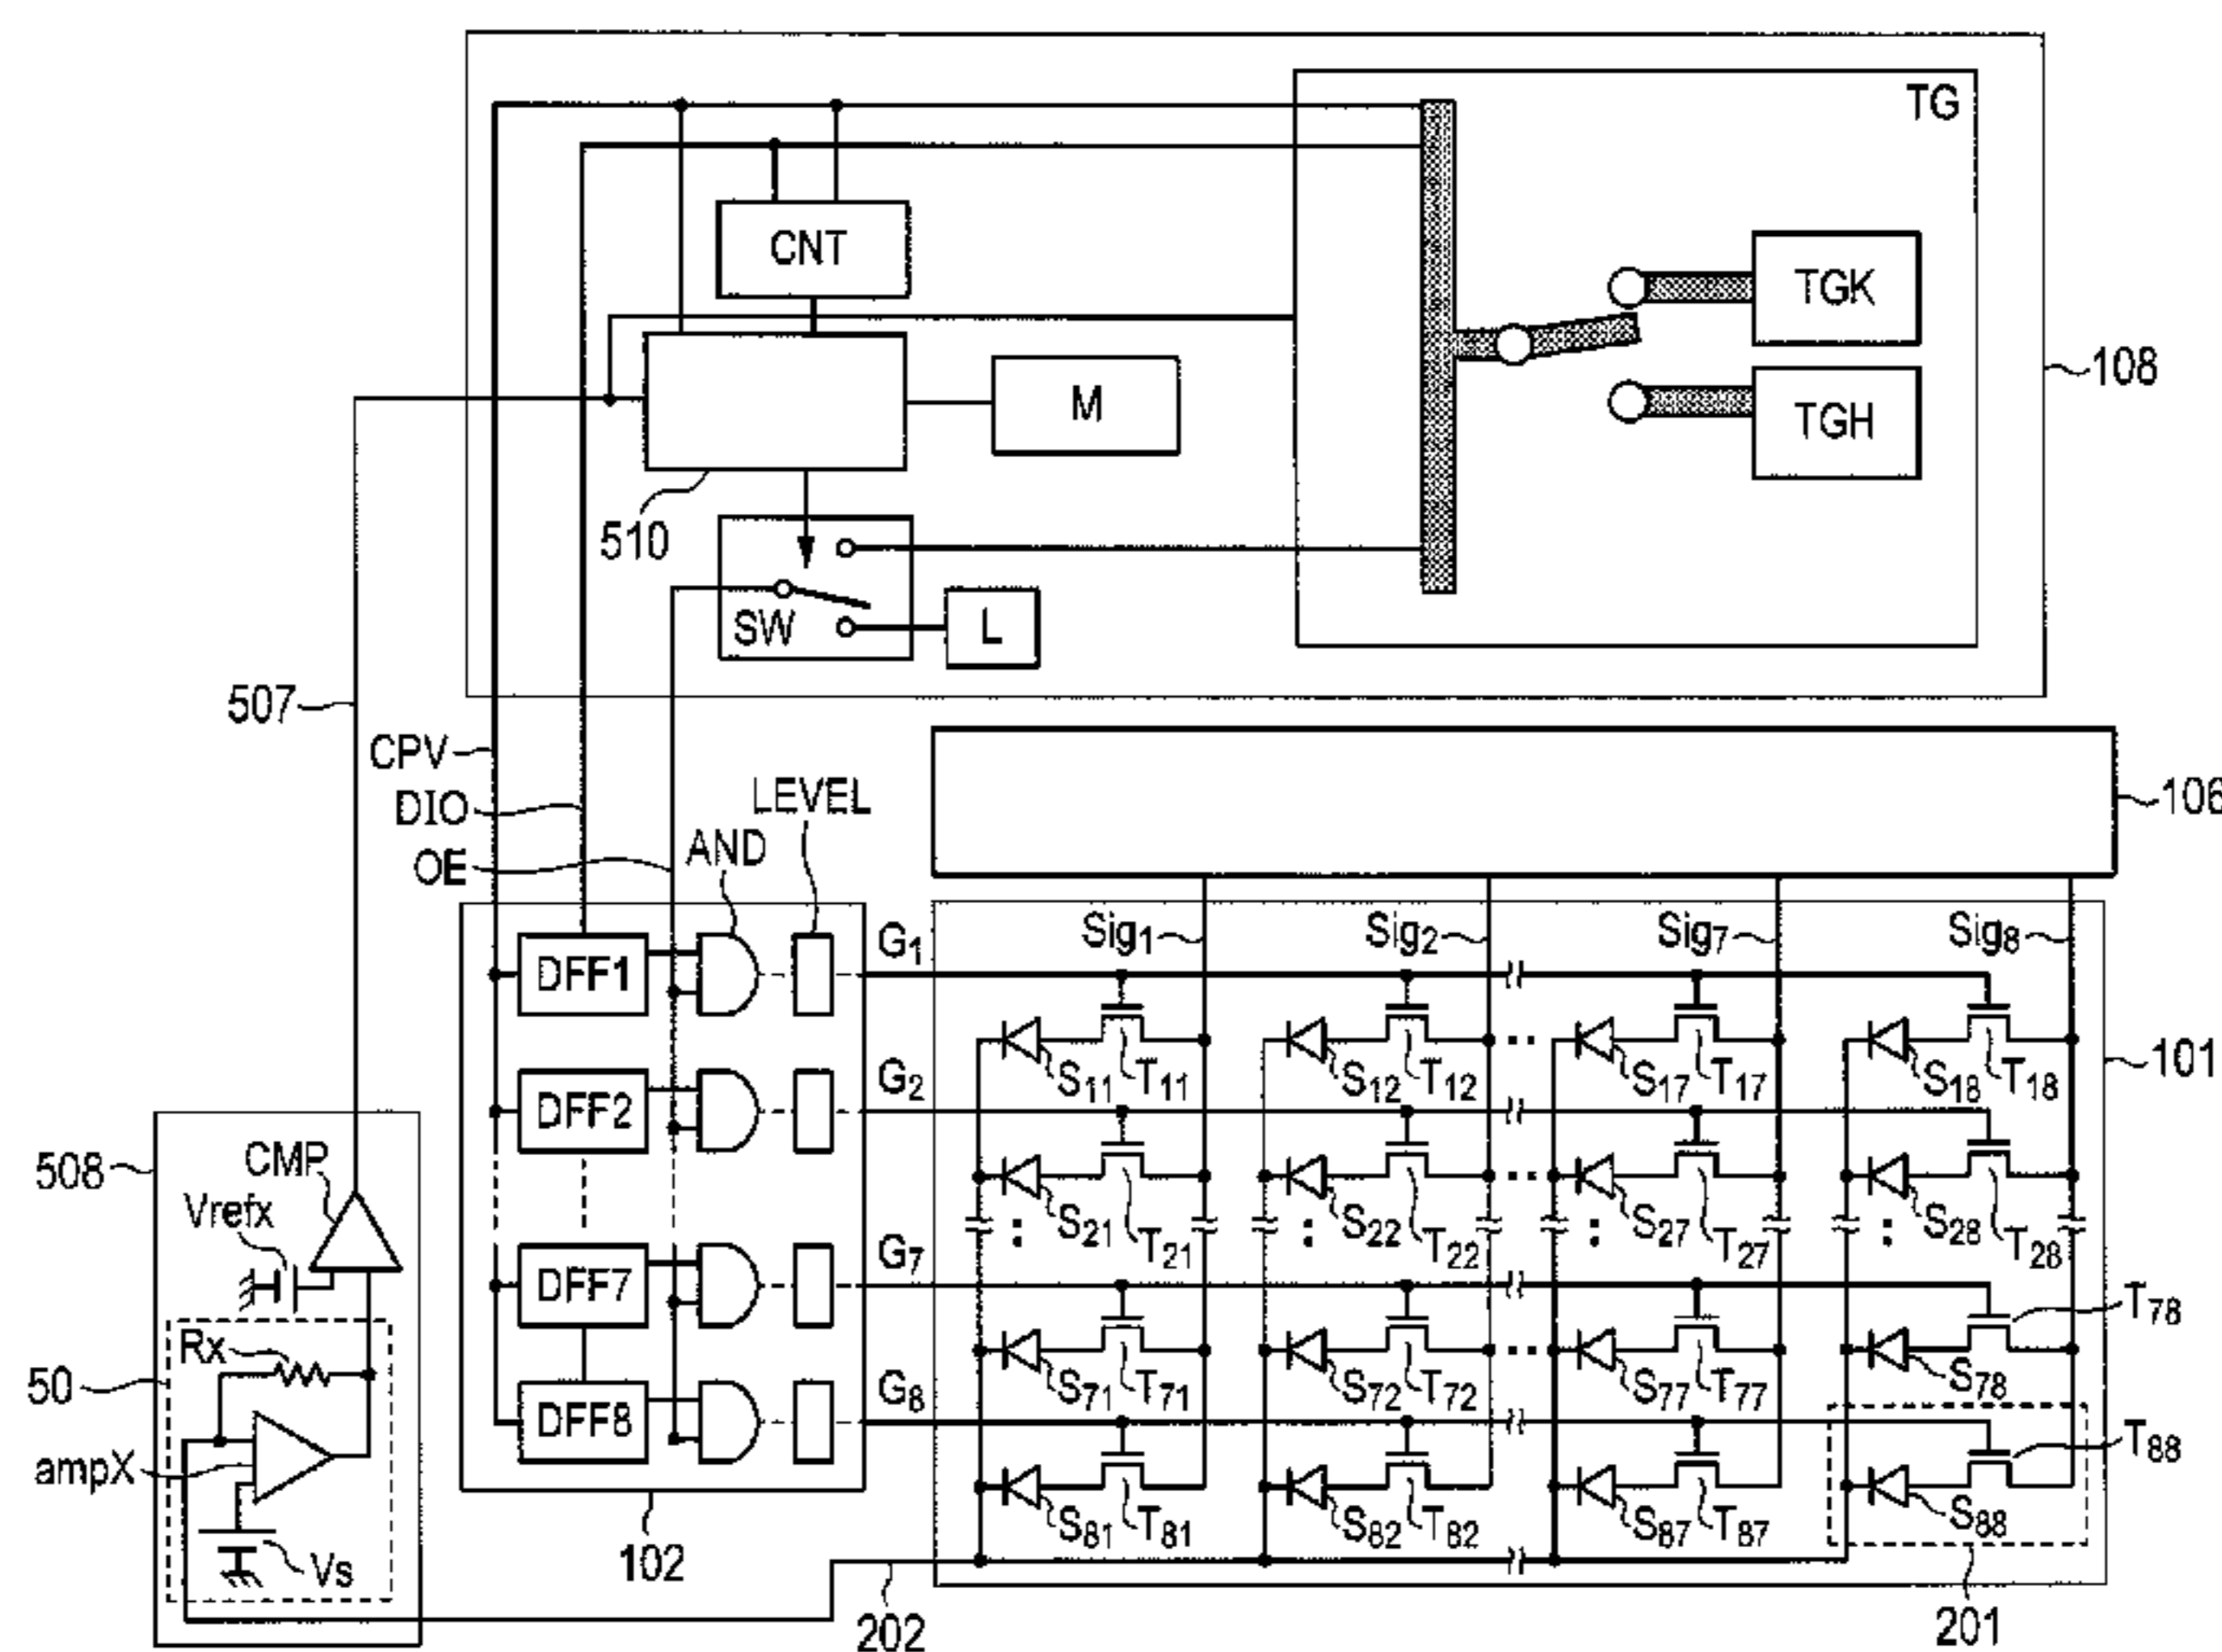 TG
CNT
TGK
108
M
TGH
510
SW
L
507
CPV
DIO
LEVEL
AND
OE
106
G1
Sig1
Sig2
Sig7
Sig8
DFF1
S11
T11
S12
T12
S17
T17
S18
T18
101
G2
DFF2
508
CMP
Vrefx
S21
T21
S22
T22
S27
T27
S28
T28
G7
DFF7
T78
Rx
50
S71
T71
S72
T72
S77
T77
S78
G8
DFF8
T88
ampX
S81
T81
S82
T82
S87
T87
S88
Vs
102
202
201